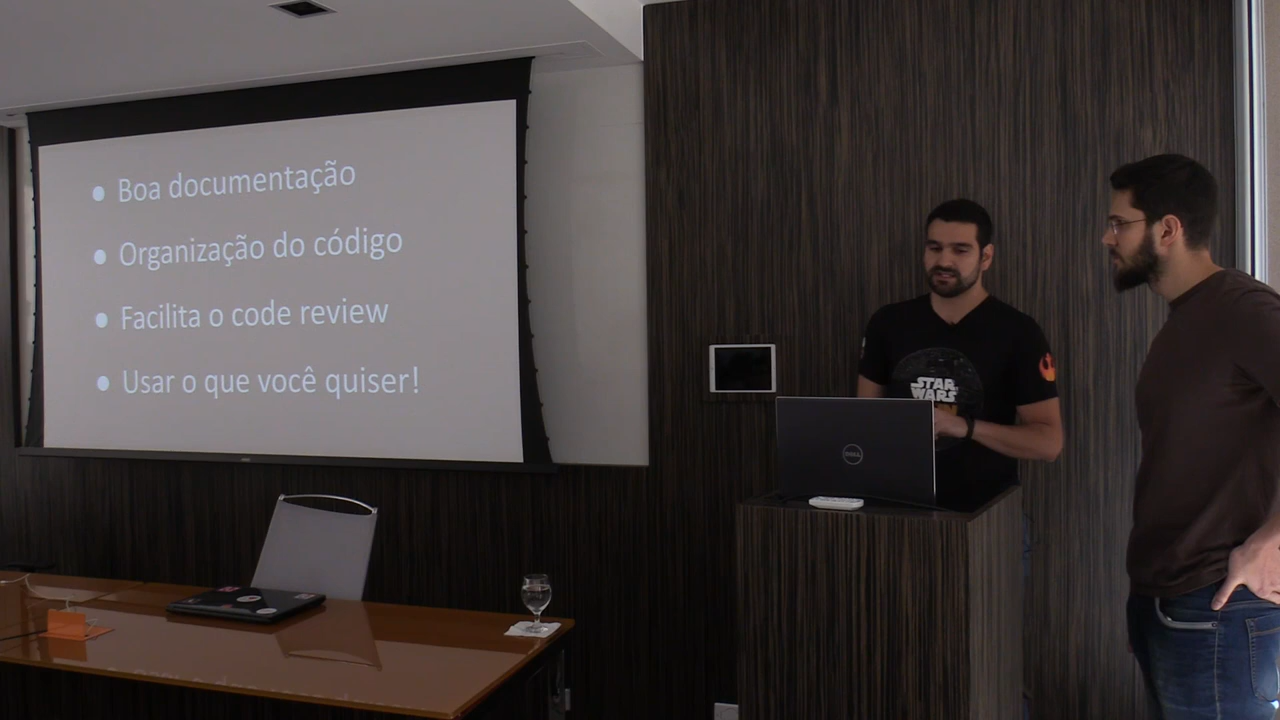 Boa documentação
Organização do código
Facilita o code review
Usar o que você quiser!
STAR
WARS
DELL